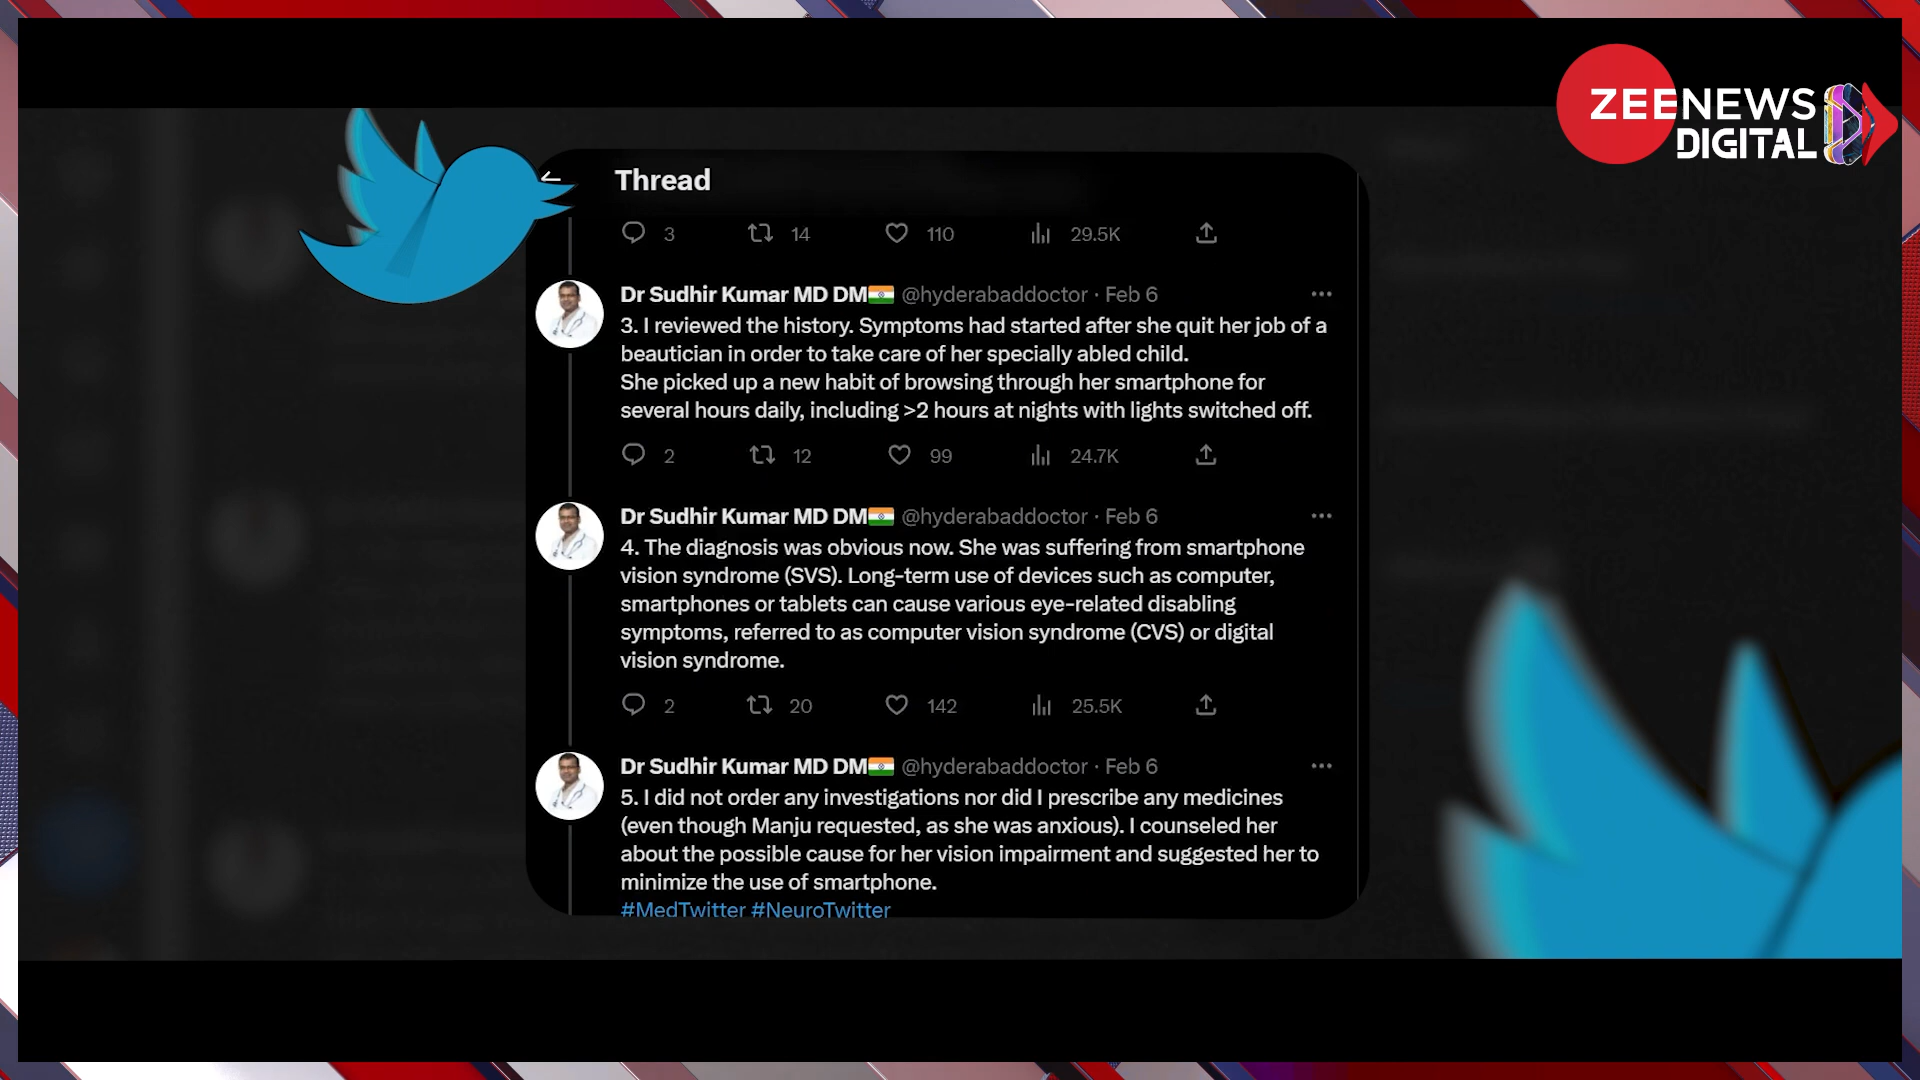 ZEENEWS
DIGITAL
Thread
3 14 110 29.5K
Dr Sudhir Kumar MD DM🇮🇳 @hyderabaddoctor · Feb 6
3. I reviewed the history. Symptoms had started after she quit her job of a
beautician in order to take care of her specially abled child.
She picked up a new habit of browsing through her smartphone for
several hours daily, including >2 hours at nights with lights switched off.
2 12 99 24.7K
Dr Sudhir Kumar MD DM🇮🇳 @hyderabaddoctor · Feb 6
4. The diagnosis was obvious now. She was suffering from smartphone
vision syndrome (SVS). Long-term use of devices such as computer,
smartphones or tablets can cause various eye-related disabling
symptoms, referred to as computer vision syndrome (CVS) or digital
vision syndrome.
2 20 142 25.5K
Dr Sudhir Kumar MD DM🇮🇳 @hyderabaddoctor · Feb 6
5. I did not order any investigations nor did I prescribe any medicines
(even though Manju requested, as she was anxious). I counseled her
about the possible cause for her vision impairment and suggested her to
minimize the use of smartphone.
#MedTwitter #NeuroTwitter